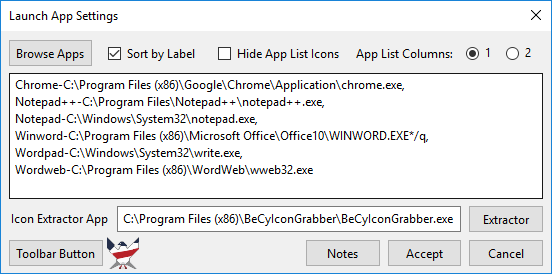 Launch App Settings
Browse Apps Sort by Label Hide App List Icons App List Columns: 1 2
Chrome-C:\Program Files (x86)\Google\Chrome\Application\chrome.exe,
Notepad++-C:\Program Files\Notepad++\notepad++.exe,
Notepad-C:\Windows\System32\notepad.exe,
Winword-C:\Program Files (x86)\Microsoft Office\Office10\WINWORD.EXE*/q,
Wordpad-C:\Windows\System32\write.exe,
Wordweb-C:\Program Files (x86)\WordWeb\wweb32.exe
Icon Extractor App C:\Program Files (x86)\BeCyIconGrabber\BeCyIconGrabber.exe Extractor
Toolbar Button Notes Accept Cancel